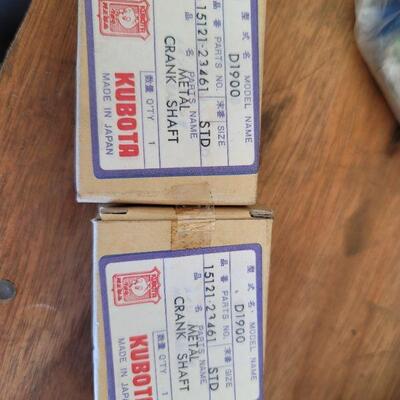 型式名 MODEL NAME
D1900
品番 PARTS NO. 寸法 SIZE
15121-23461 STD
品名 PARTS NAME
METAL
CRANK SHAFT
数量 Q'TY 1
KUBOTA
MADE IN JAPAN
型式名 MODEL NAME
D1900
品番 PARTS NO. SIZE
15121-23461 STD
品名 PARTS NAME
METAL
CRANK SHAFT
数量 Q'TY 1
KUBOTA
MADE IN JAPAN